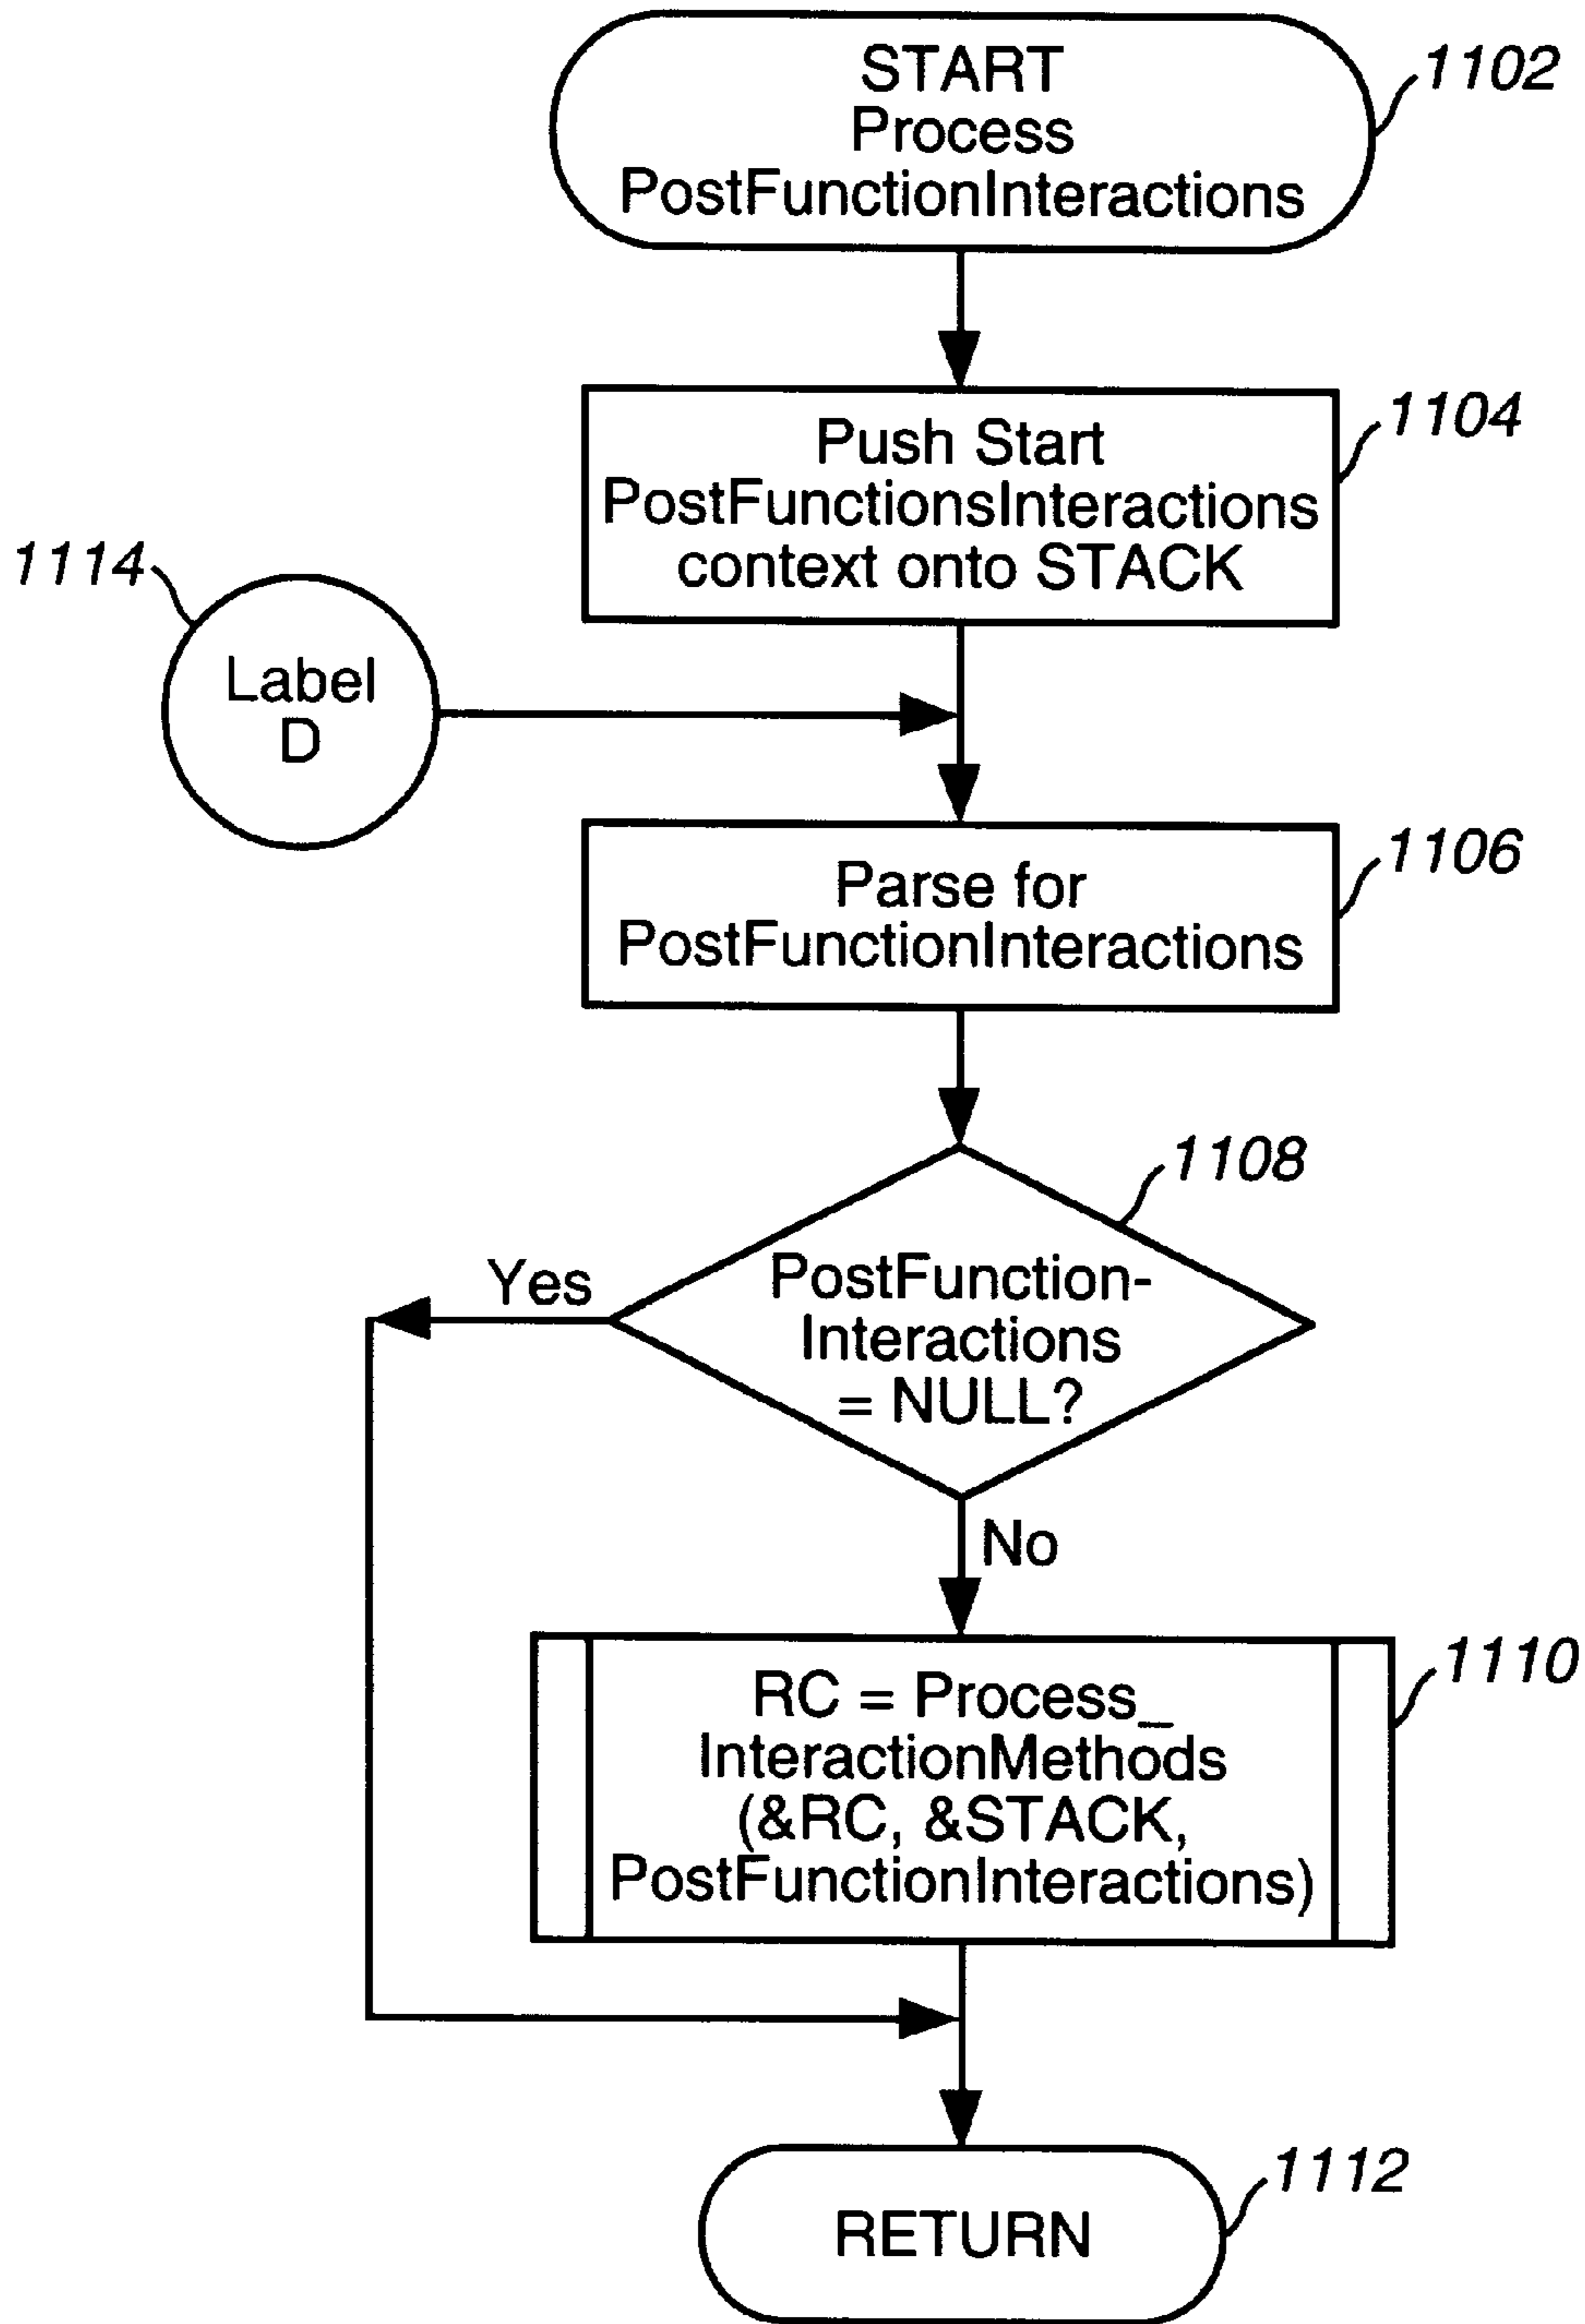 START
Process
PostFunctionInteractions
1102
Push Start
PostFunctionsInteractions
context onto STACK
1104
1114
Label
D
Parse for
PostFunctionInteractions
1106
1108
PostFunction-
Interactions
= NULL?
Yes
No
RC = Process_
InteractionMethods
(&RC, &STACK,
PostFunctionInteractions)
1110
RETURN
1112